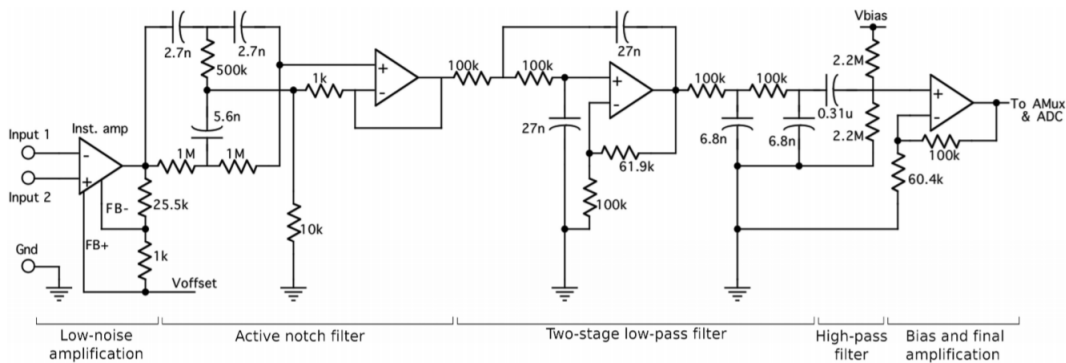 Vbias
2.7n
2.7n
27n
500k
2.2M
1k
100k
100k
100k
100k
5.6n
0.31u
To AMux
& ADC
Input 1
Inst. amp
27n
6.8n
6.8n
2.2M
1M
1M
61.9k
100k
Input 2
FB-
25.5k
100k
60.4k
10k
Gnd
FB+
1k
Voffset
Low-noise
amplification
Active notch filter
Two-stage low-pass filter
High-pass
filter
Bias and final
amplification
+
-
+
-
+
-
-
+